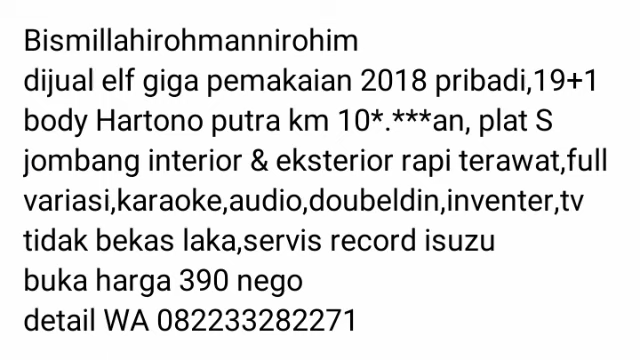 Bismillahirohmannirohim
dijual elf giga pemakaian 2018 pribadi,19+1
body Hartono putra km 10*.***an, plat S
jombang interior & eksterior rapi terawat,full
variasi,karaoke,audio,doubeldin,inventer,tv
tidak bekas laka,servis record isuzu
buka harga 390 nego
detail WA 082233282271